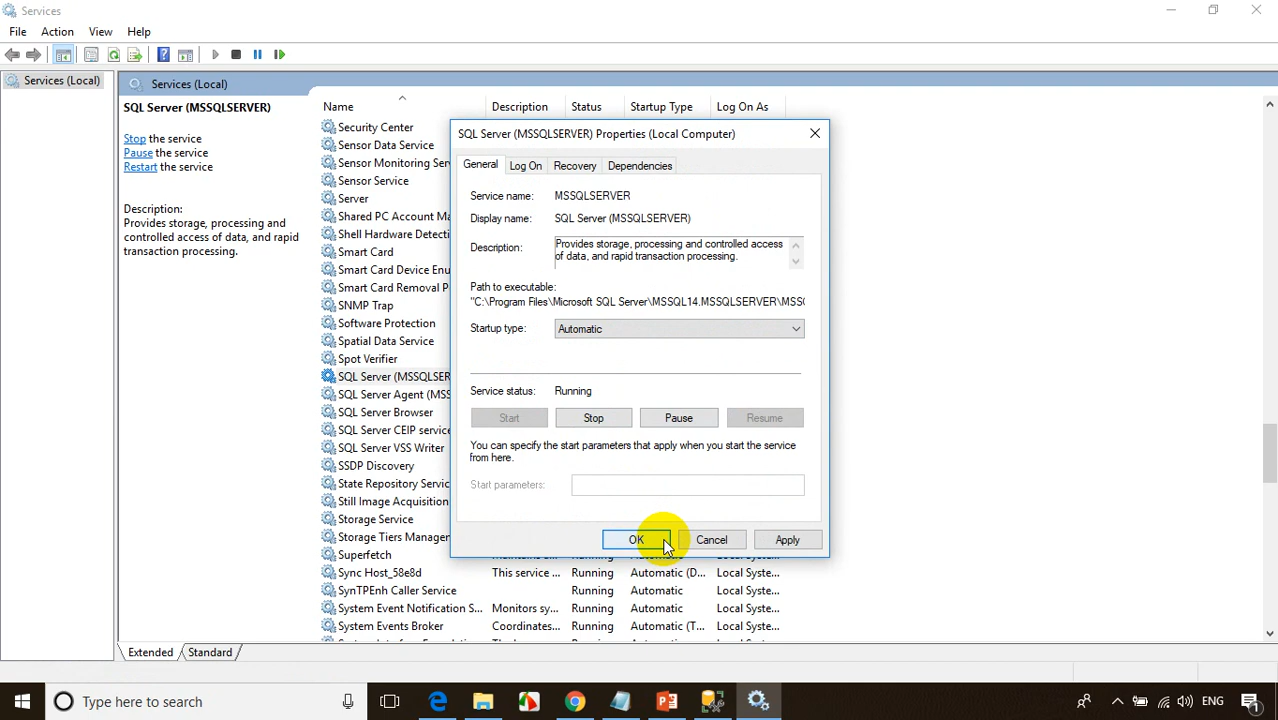 Services
File Action View Help
Services (Local)
Services (Local)
SQL Server (MSSQLSERVER)
Stop the service
Pause the service
Restart the service
Description:
Provides storage, processing and
controlled access of data, and rapid
transaction processing.
Name Description Status Startup Type Log On As
Security Center
Sensor Data Service
Sensor Monitoring Ser
Sensor Service
Server
Shared PC Account Ma
Shell Hardware Detecti
Smart Card
Smart Card Device Enu
Smart Card Removal P
SNMP Trap
Software Protection
Spatial Data Service
Spot Verifier
SQL Server (MSSQLSER
SQL Server Agent (MSS
SQL Server Browser
SQL Server CEIP service
SQL Server VSS Writer
SSDP Discovery
State Repository Servic
Still Image Acquisition
Storage Service
Storage Tiers Managem
Superfetch
Sync Host_58e8d This service ... Running Automatic (D... Local Syste...
SynTPEnh Caller Service Running Automatic Local Syste...
System Event Notification S... Monitors sy... Running Automatic Local Syste...
System Events Broker Coordinates... Running Automatic (T... Local Syste...
SQL Server (MSSQLSERVER) Properties (Local Computer)
General Log On Recovery Dependencies
Service name: MSSQLSERVER
Display name: SQL Server (MSSQLSERVER)
Description: Provides storage, processing and controlled access
of data, and rapid transaction processing.
Path to executable:
"C:\Program Files\Microsoft SQL Server\MSSQL14.MSSQLSERVER\MSSQ
Startup type: Automatic
Service status: Running
Start Stop Pause Resume
You can specify the start parameters that apply when you start the service
from here.
Start parameters:
OK Cancel Apply
Extended Standard
Type here to search
ENG
1